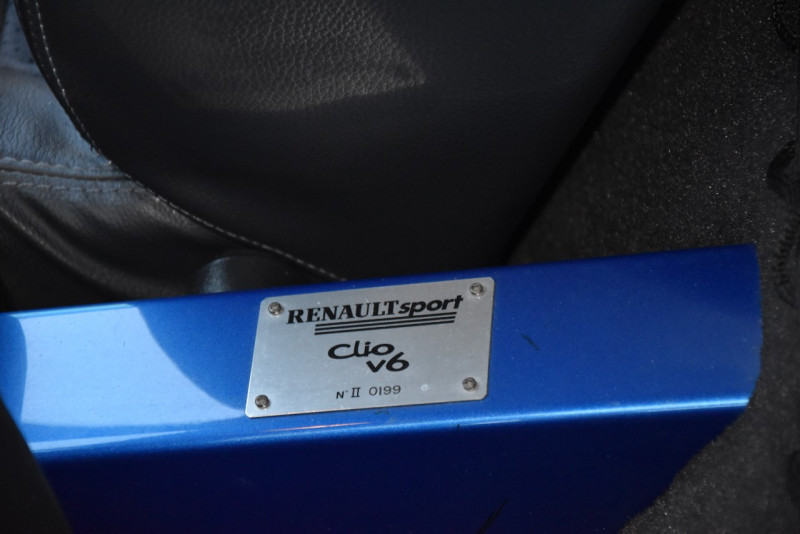 RENAULTsport
Clio
v6
N° II 0199